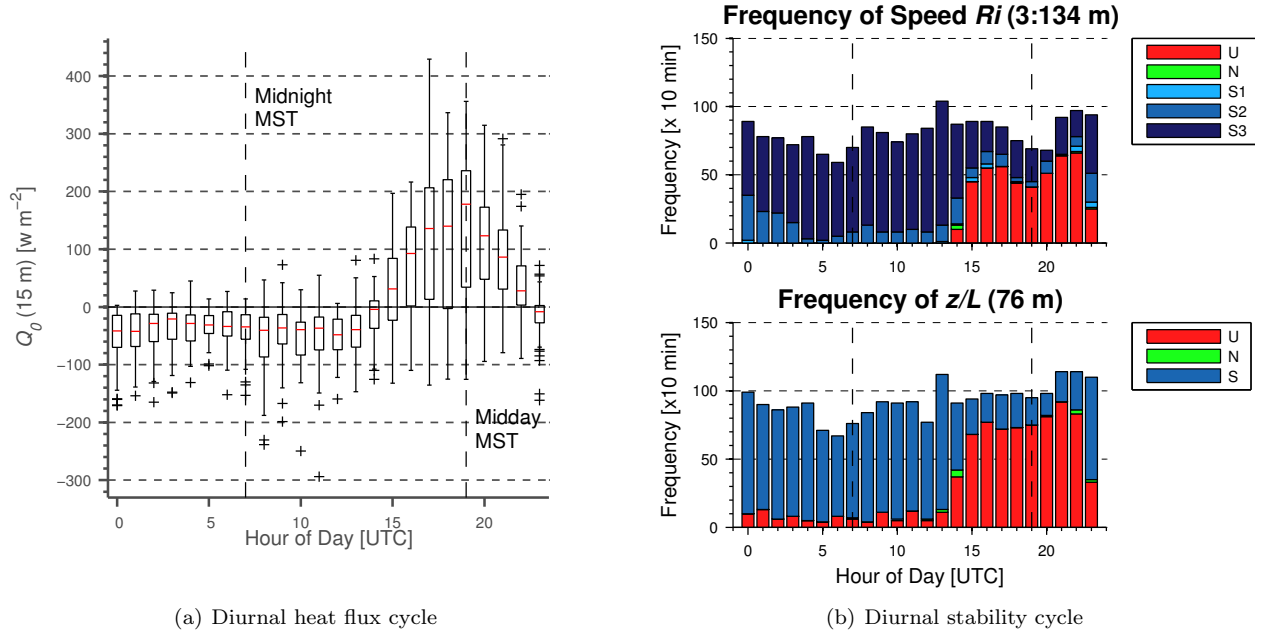 400
300
200
100
0
−100
−200
−300
Q0 (15 m) [w m−2]
Midnight
MST
Midday
MST
0 5 10 15 20
Hour of Day [UTC]
(a) Diurnal heat flux cycle
Frequency of Speed Ri (3:134 m)
150
100
50
0
Frequency [x 10 min]
0 5 10 15 20
U
N
S1
S2
S3
Frequency of z/L (76 m)
150
100
50
0
Frequency [x10 min]
0 5 10 15 20
Hour of Day [UTC]
U
N
S
(b) Diurnal stability cycle